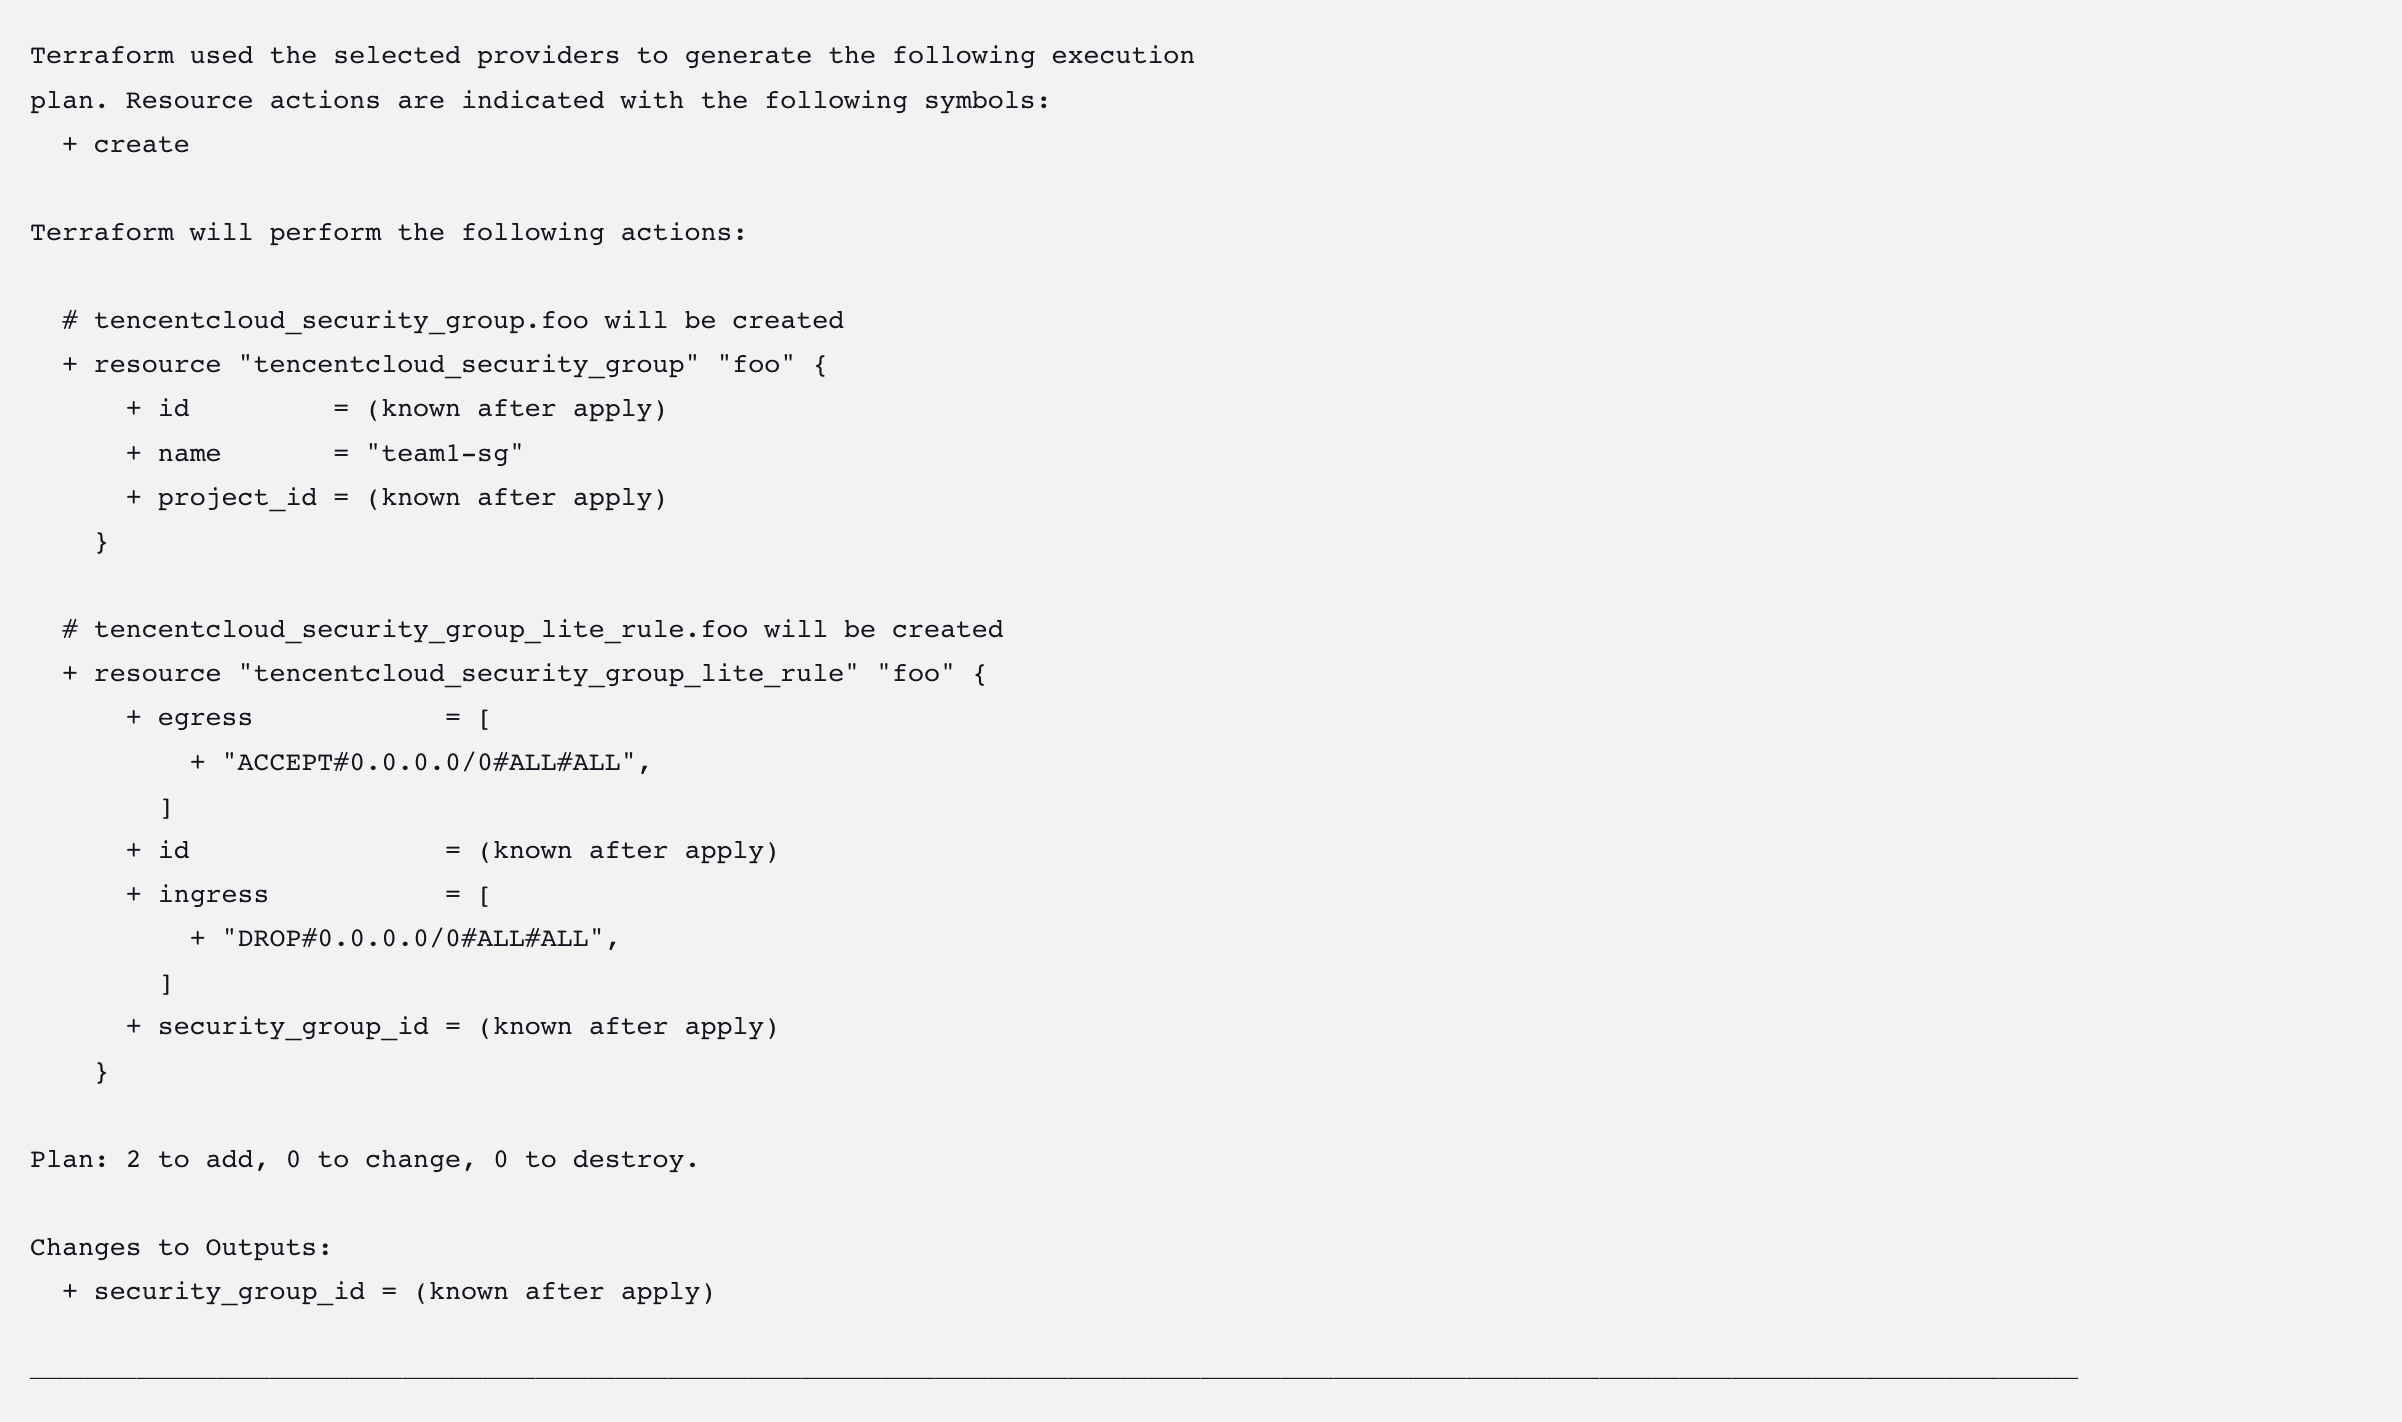 Terraform used the selected providers to generate the following execution
plan. Resource actions are indicated with the following symbols:
  + create

Terraform will perform the following actions:

  # tencentcloud_security_group.foo will be created
  + resource "tencentcloud_security_group" "foo" {
      + id         = (known after apply)
      + name       = "team1-sg"
      + project_id = (known after apply)
    }

  # tencentcloud_security_group_lite_rule.foo will be created
  + resource "tencentcloud_security_group_lite_rule" "foo" {
      + egress            = [
          + "ACCEPT#0.0.0.0/0#ALL#ALL",
        ]
      + id                = (known after apply)
      + ingress           = [
          + "DROP#0.0.0.0/0#ALL#ALL",
        ]
      + security_group_id = (known after apply)
    }

Plan: 2 to add, 0 to change, 0 to destroy.

Changes to Outputs:
  + security_group_id = (known after apply)